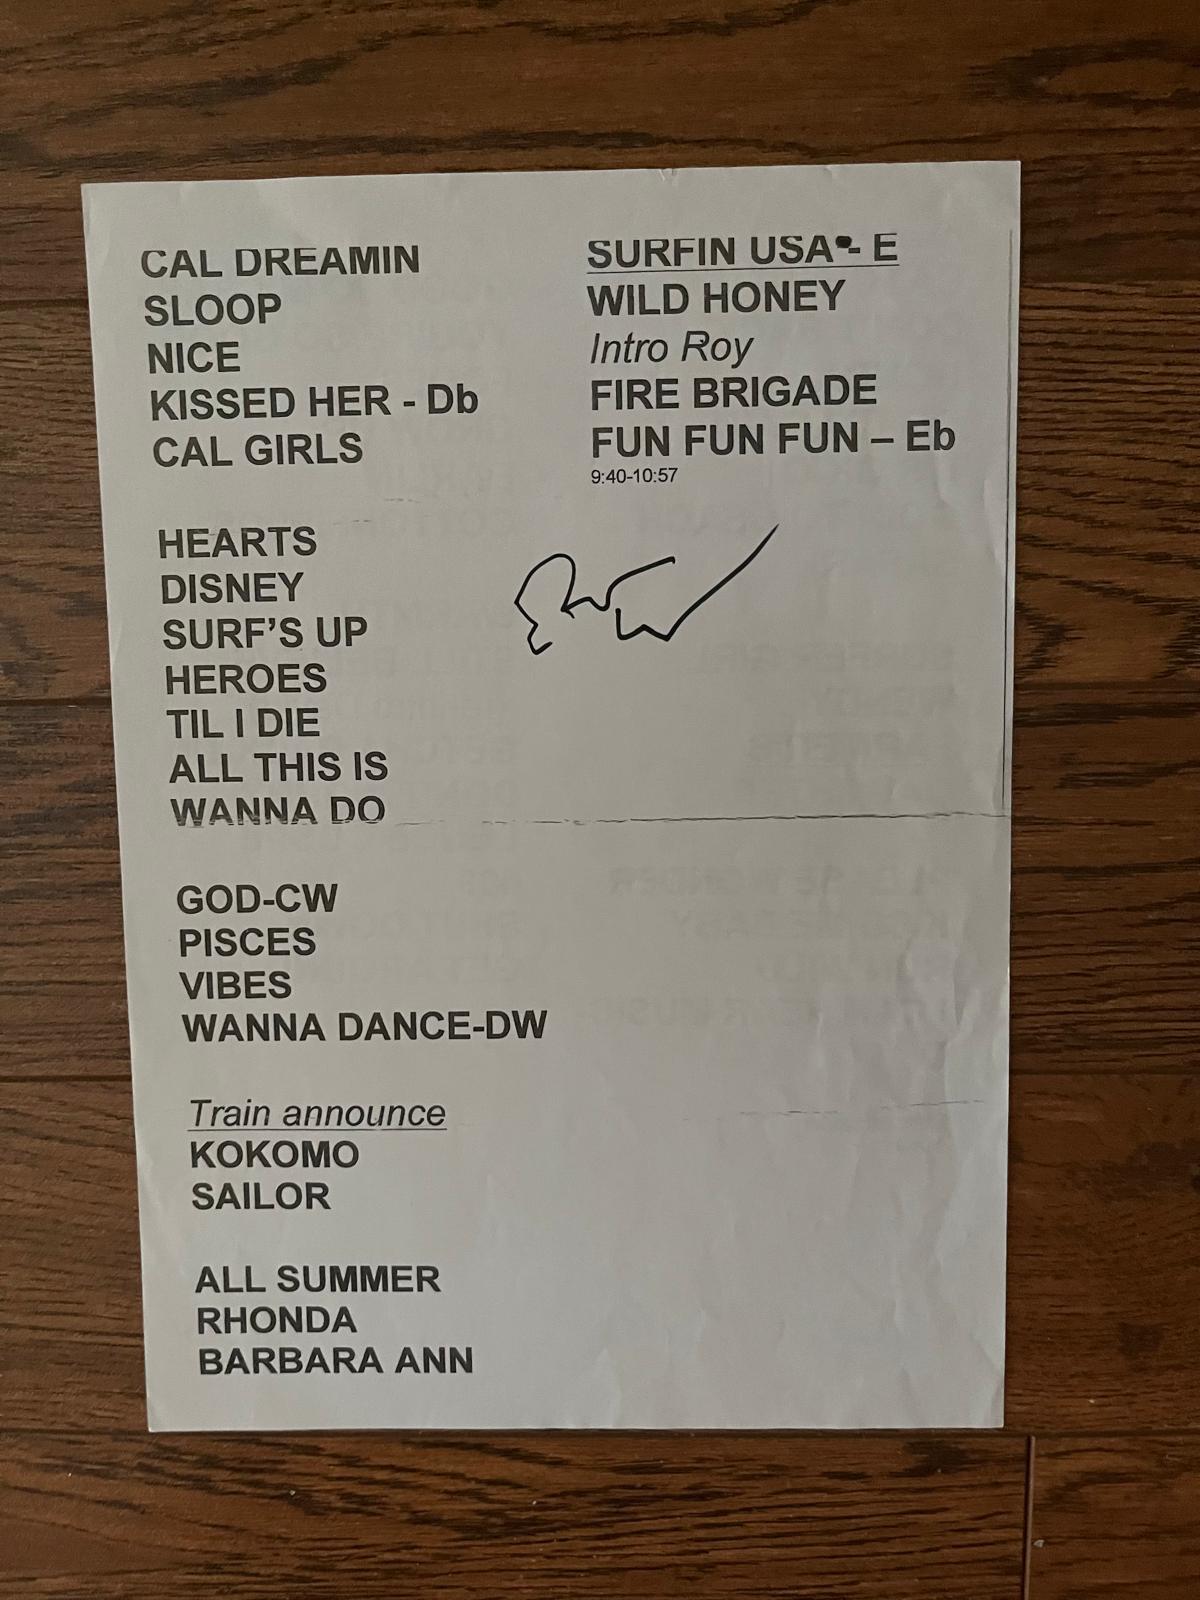 CAL DREAMIN
SLOOP
NICE
KISSED HER - Db
CAL GIRLS
HEARTS
DISNEY
SURF'S UP
HEROES
TIL I DIE
ALL THIS IS
WANNA DO
GOD-CW
PISCES
VIBES
WANNA DANCE-DW
Train announce
KOKOMO
SAILOR
ALL SUMMER
RHONDA
BARBARA ANN
SURFIN USA - E
WILD HONEY
Intro Roy
FIRE BRIGADE
FUN FUN FUN – Eb
9:40-10:57